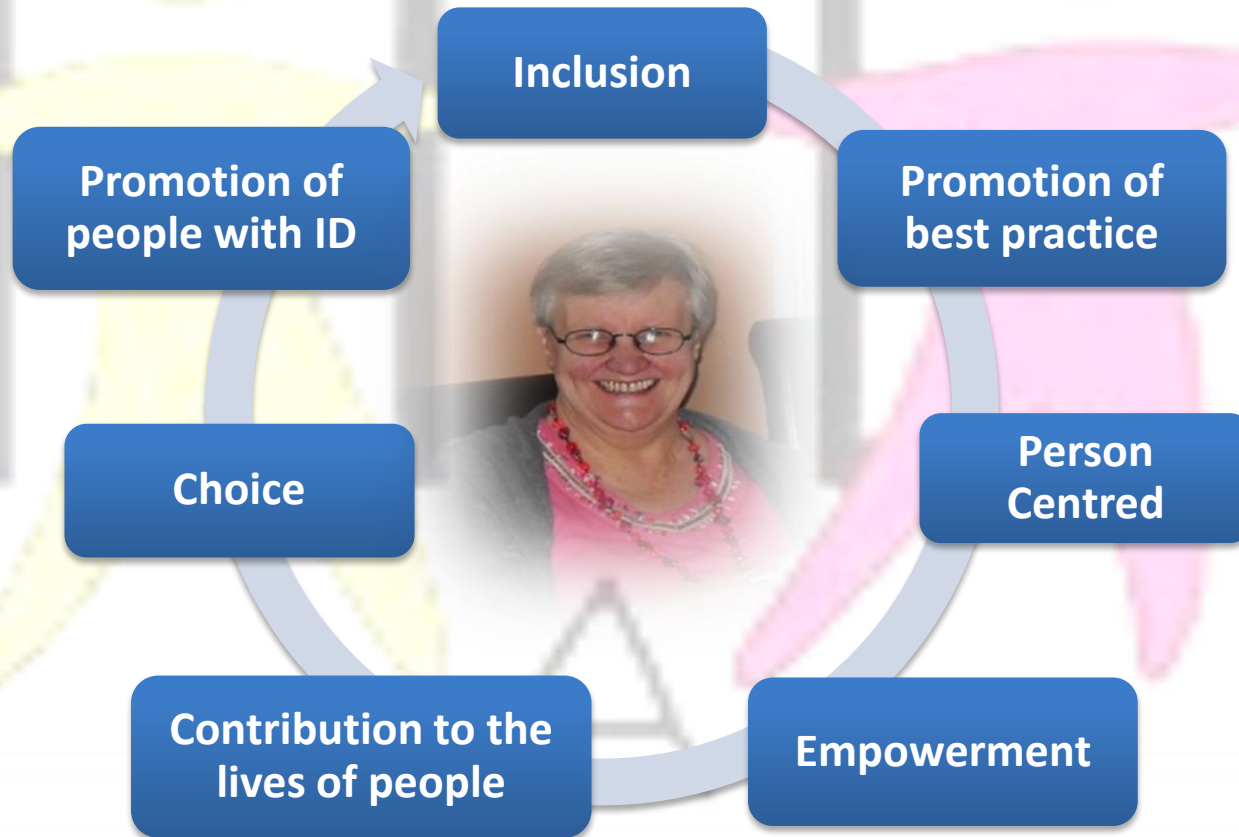 Inclusion
Promotion of
best practice
Person
Centred
Empowerment
Contribution to the
lives of people
Choice
Promotion of
people with ID